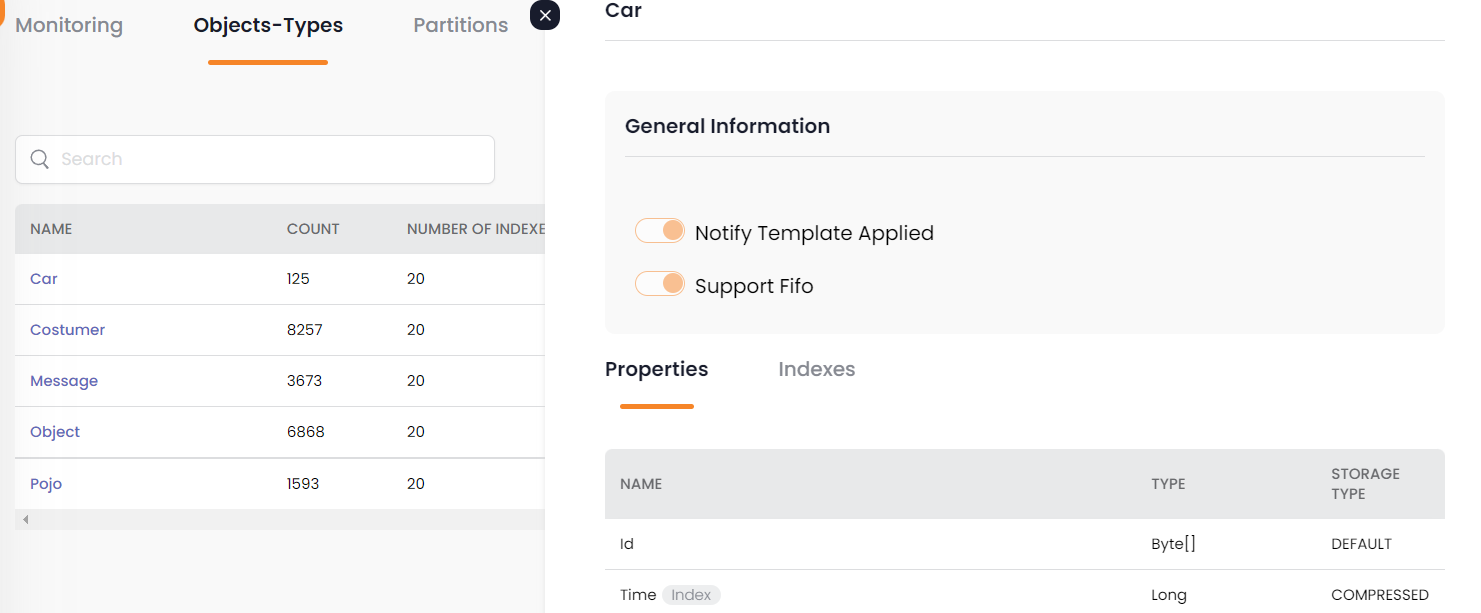 Monitoring Objects-Types Partitions
Search
NAME COUNT NUMBER OF INDEXE
Car 125 20
Costumer 8257 20
Message 3673 20
Object 6868 20
Pojo 1593 20
Car
General Information
Notify Template Applied
Support Fifo
Properties Indexes
NAME TYPE STORAGE
TYPE
Id Byte[] DEFAULT
Time Index Long COMPRESSED